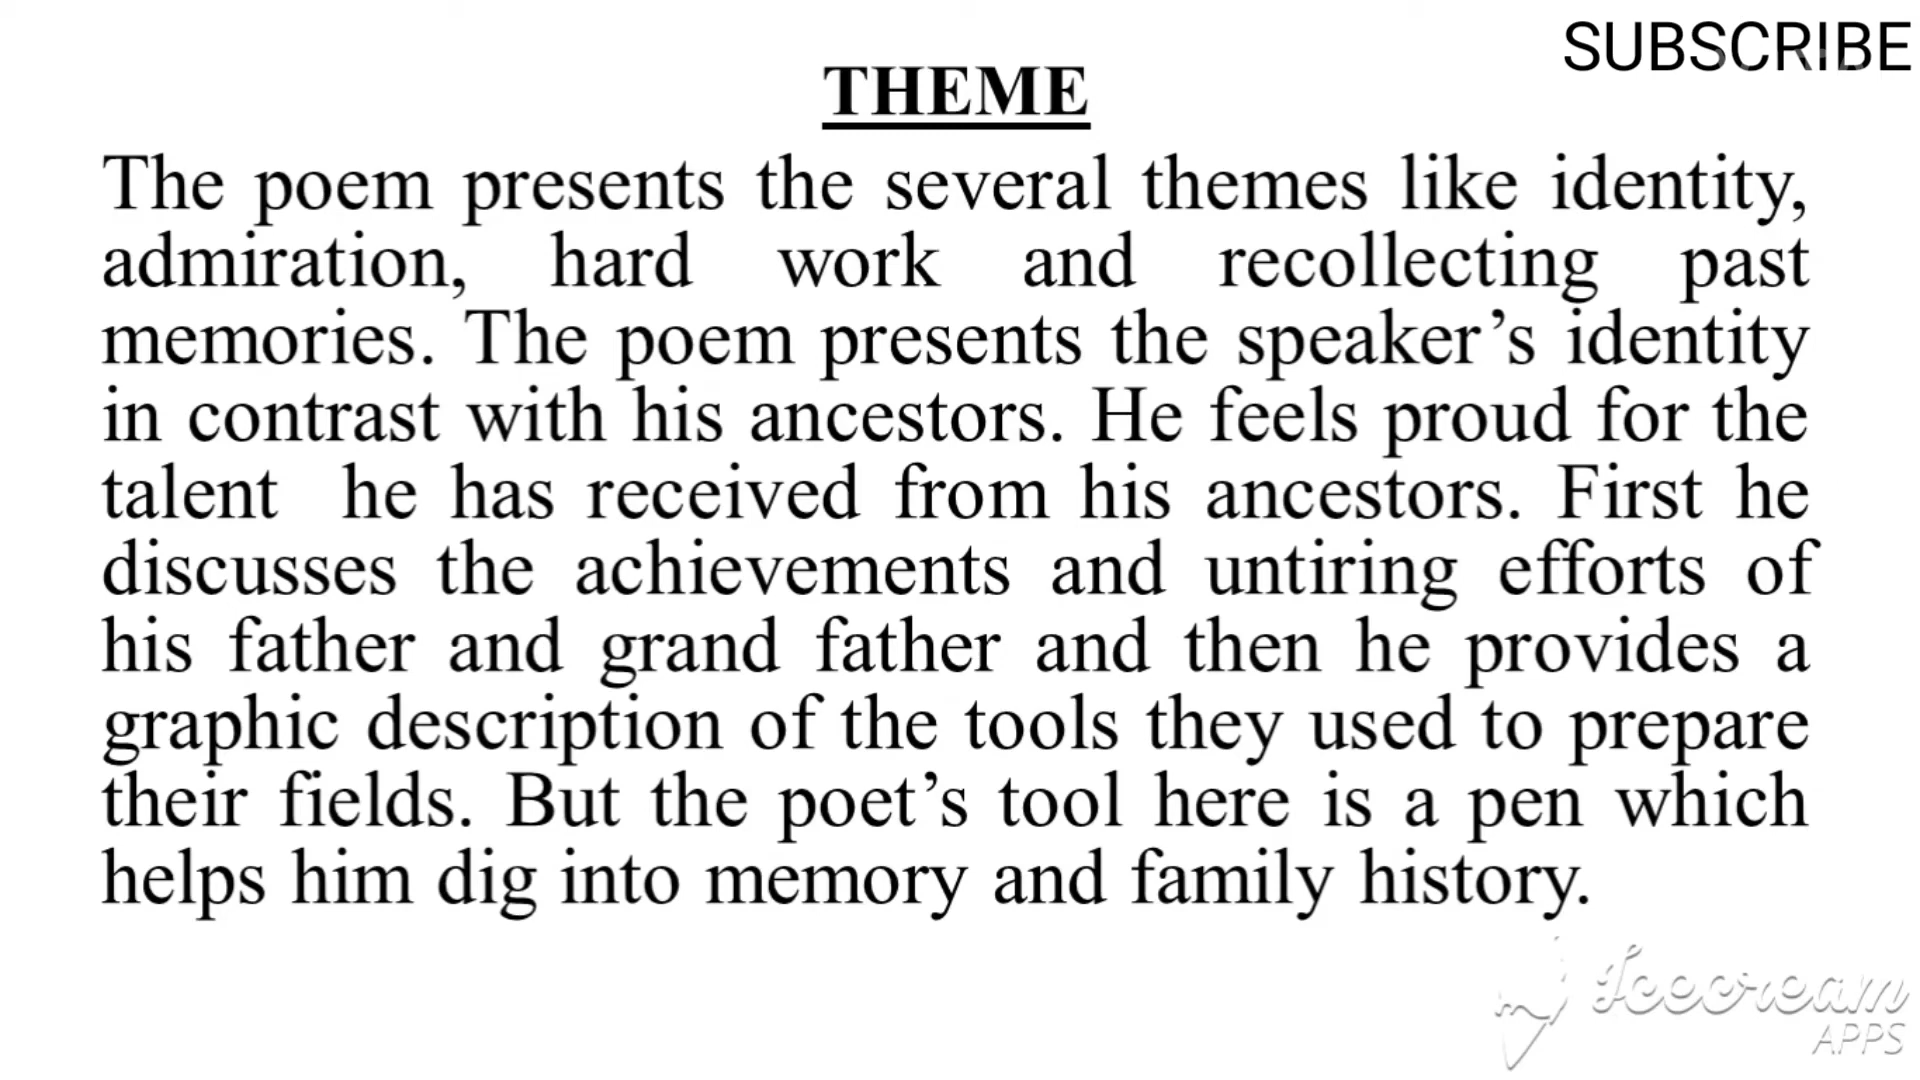 SUBSCRIBE
THEME
The poem presents the several themes like identity,
admiration, hard work and recollecting past
memories. The poem presents the speaker’s identity
in contrast with his ancestors. He feels proud for the
talent he has received from his ancestors. First he
discusses the achievements and untiring efforts of
his father and grand father and then he provides a
graphic description of the tools they used to prepare
their fields. But the poet’s tool here is a pen which
helps him dig into memory and family history.
Icecream
APPS